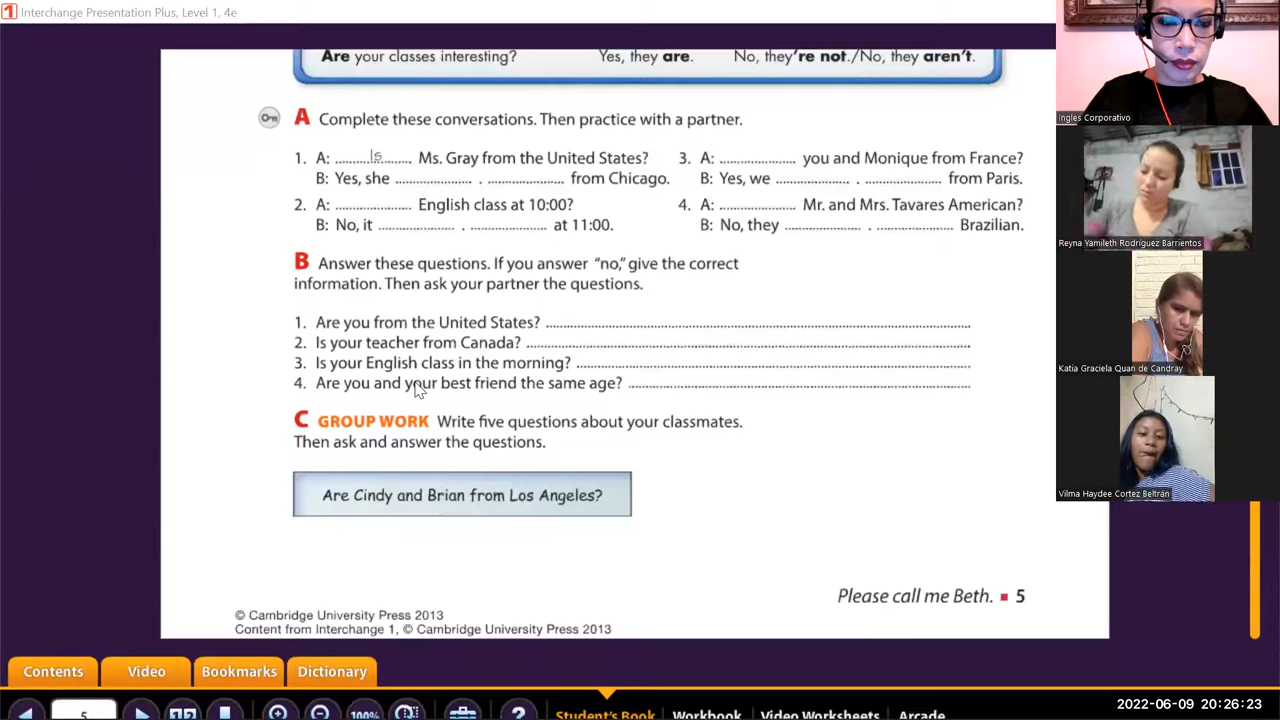 Interchange Presentation Plus, Level 1, 4e
Are your classes interesting? Yes, they are. No, they're not./No, they aren't.
A Complete these conversations. Then practice with a partner.
1. A: ......Is...... Ms. Gray from the United States?
B: Yes, she .................. . .................. from Chicago.
2. A: .................. English class at 10:00?
B: No, it .................. . .................. at 11:00.
3. A: .................. you and Monique from France?
B: Yes, we .................. . .................. from Paris.
4. A: .................. Mr. and Mrs. Tavares American?
B: No, they .................. . .................. Brazilian.
B Answer these questions. If you answer “no,” give the correct
information. Then ask your partner the questions.
1. Are you from the United States? ..................
2. Is your teacher from Canada? ..................
3. Is your English class in the morning? ..................
4. Are you and your best friend the same age? ..................
C GROUP WORK Write five questions about your classmates.
Then ask and answer the questions.
Are Cindy and Brian from Los Angeles?
Please call me Beth. ■ 5
© Cambridge University Press 2013
Content from Interchange 1, © Cambridge University Press 2013
Contents Video Bookmarks Dictionary
5 100% ? Student's Book Workbook Video Worksheets Arcade
Ingles Corporativo
Reyna Yamileth Rodríguez Barrientos
Katia Graciela Quan de Candray
Vilma Haydee Cortez Beltrán
2022-06-09 20:26:23